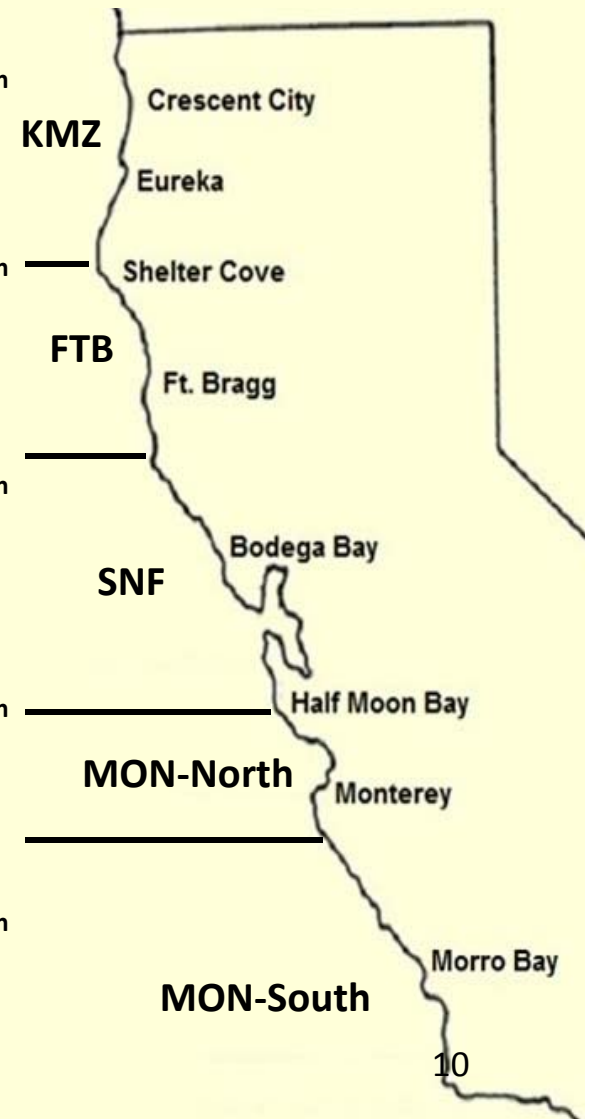 Crescent City
KMZ
Eureka
Shelter Cove
FTB
Ft. Bragg
Bodega Bay
SNF
Half Moon Bay
MON-North
Monterey
Morro Bay
MON-South
10